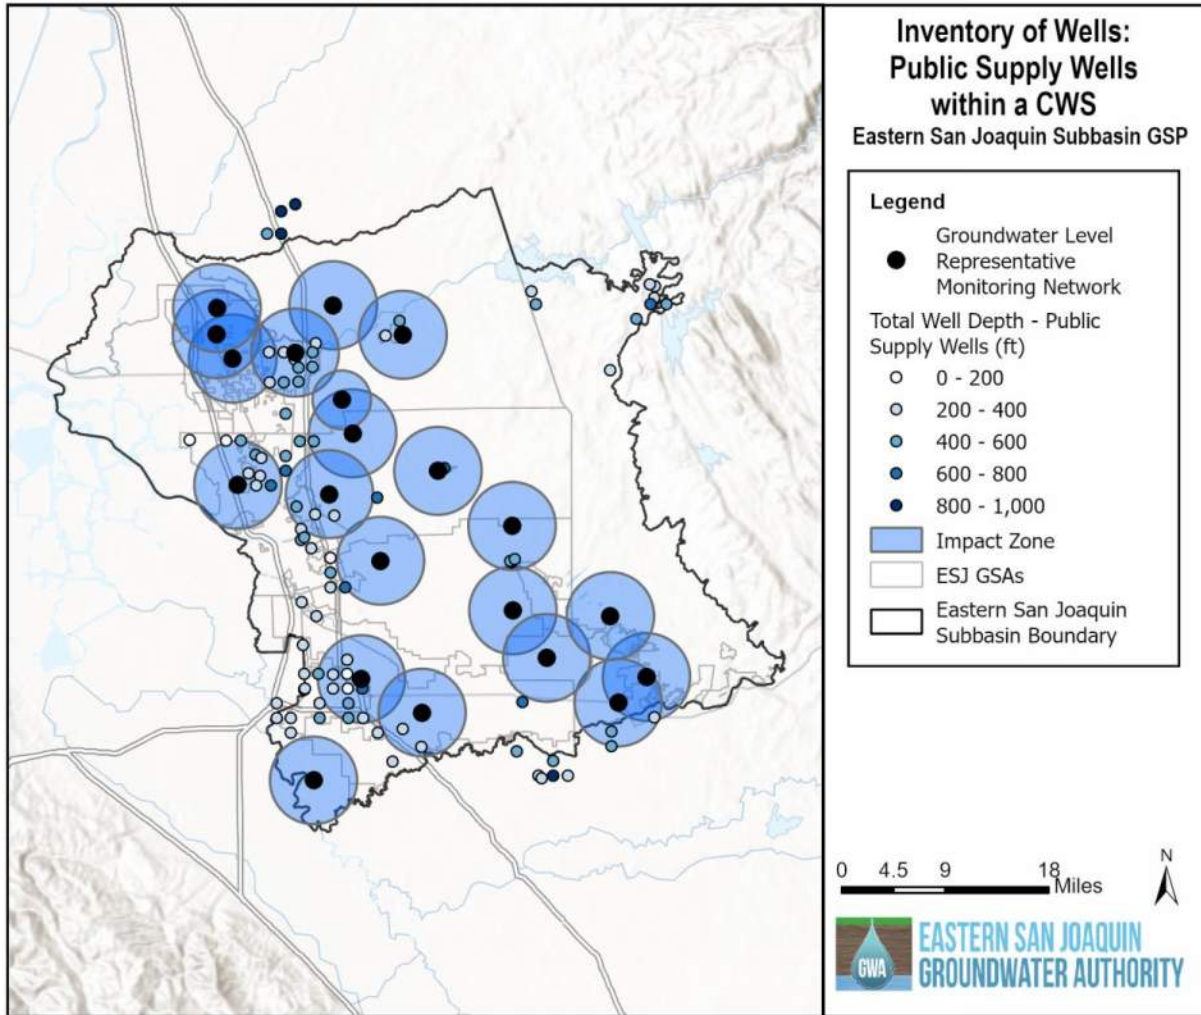 Inventory of Wells:
Public Supply Wells
within a CWS
Eastern San Joaquin Subbasin GSP
Legend
Groundwater Level
Representative
Monitoring Network
Total Well Depth - Public
Supply Wells (ft)
0 - 200
200 - 400
400 - 600
600 - 800
800 - 1,000
Impact Zone
ESJ GSAs
Eastern San Joaquin
Subbasin Boundary
0 4.5 9 18
Miles
N
GWA
EASTERN SAN JOAQUIN
GROUNDWATER AUTHORITY